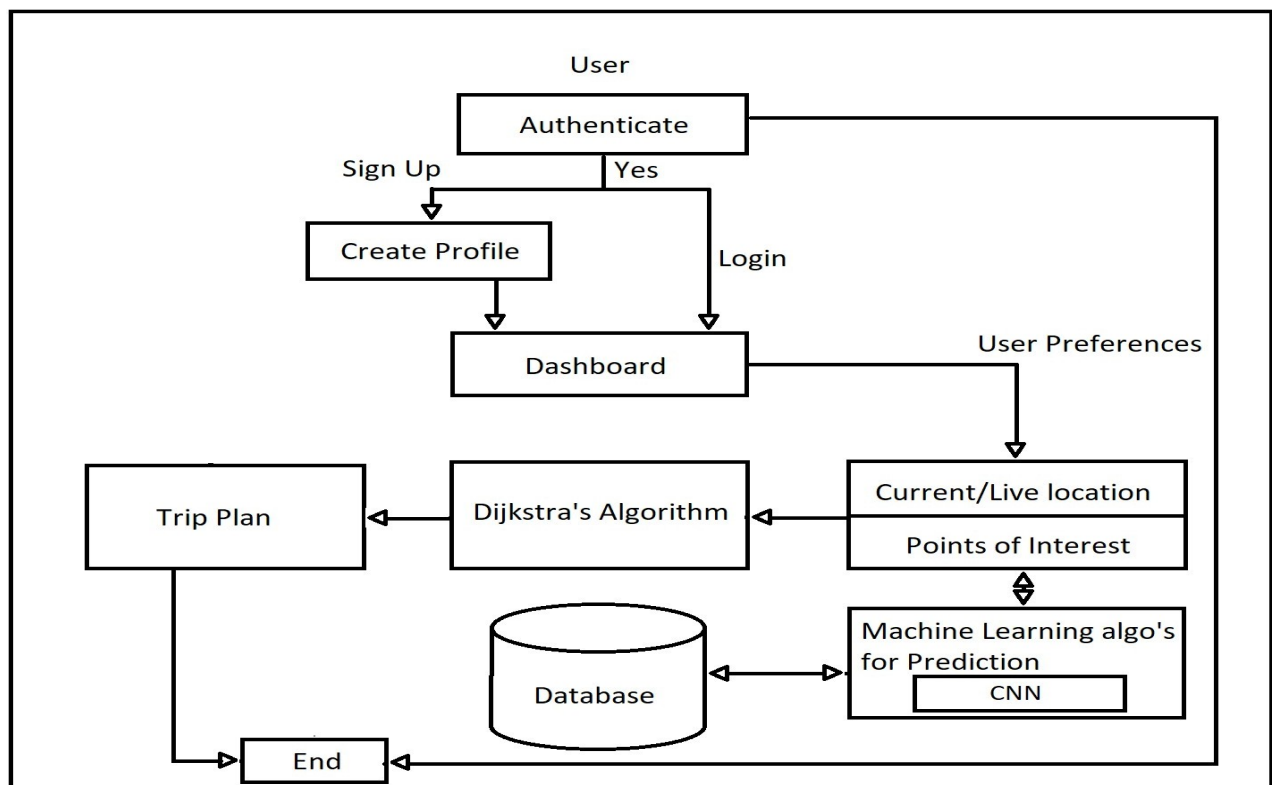 User
Authenticate
Sign Up
Yes
Create Profile
Login
Dashboard
User Preferences
Trip Plan
Dijkstra's Algorithm
Current/Live location
Points of Interest
Machine Learning algo's
for Prediction
CNN
Database
End